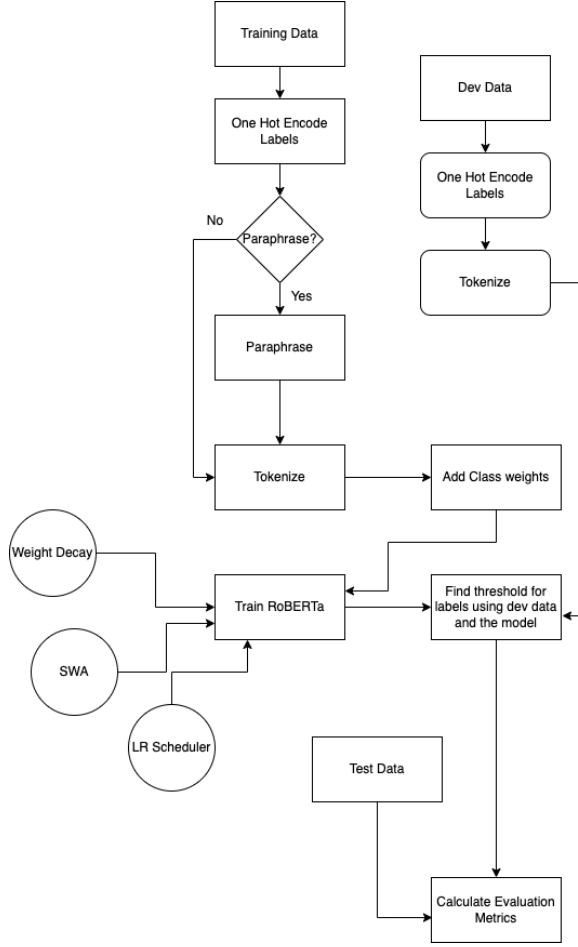 Training Data
Dev Data
One Hot Encode
Labels
One Hot Encode
Labels
No
Paraphrase?
Tokenize
Yes
Paraphrase
Tokenize
Add Class weights
Weight Decay
Train RoBERTa
Find threshold for
labels using dev data
and the model
SWA
LR Scheduler
Test Data
Calculate Evaluation
Metrics